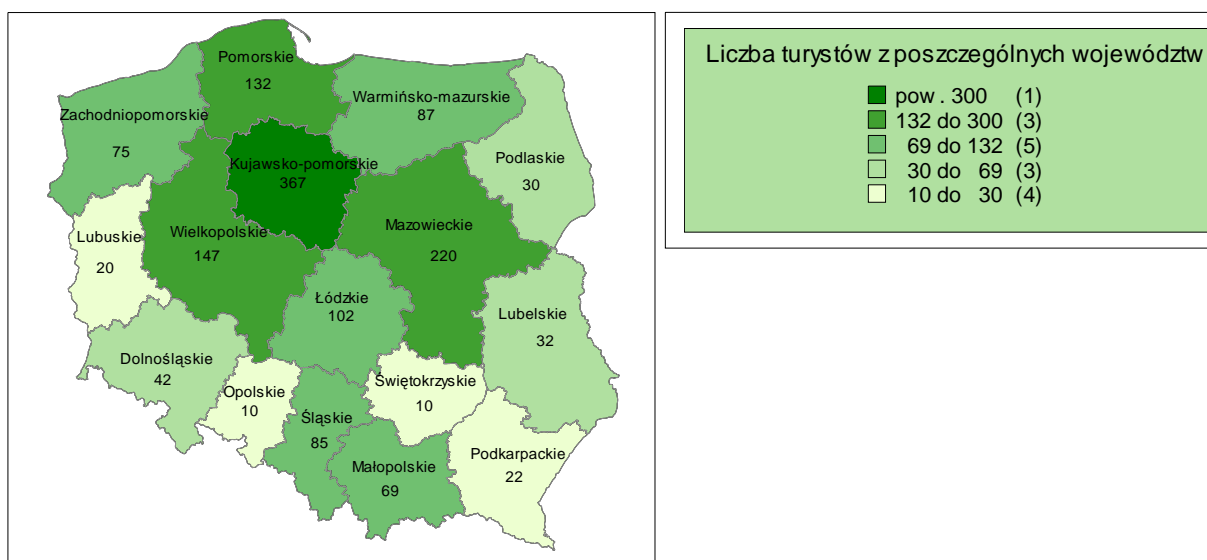 Pomorskie
132
Warmińsko-mazurskie
87
Zachodniopomorskie
75
Podlaskie
30
Kujawsko-pomorskie
367
Mazowieckie
220
Wielkopolskie
147
Lubuskie
20
Łódzkie
102
Lubelskie
32
Dolnośląskie
42
Opolskie
10
Świętokrzyskie
10
Śląskie
85
Małopolskie
69
Podkarpackie
22
Liczba turystów z poszczególnych województw
pow . 300 (1)
132 do 300 (3)
69 do 132 (5)
30 do 69 (3)
10 do 30 (4)